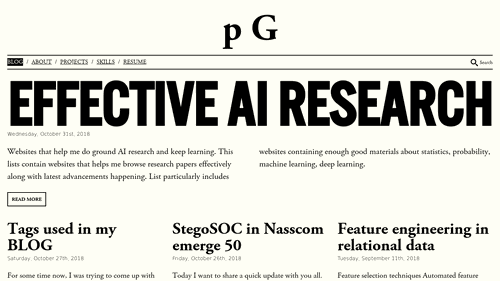 p G
BLOG / ABOUT / PROJECTS / SKILLS / RESUME
Search
EFFECTIVE AI RESEARCH
Wednesday, October 31st, 2018
Websites that help me do ground AI research and keep learning. This
lists contain websites that helps me browse research papers effectively
along with latest advancements happening. List particularly includes
websites containing enough good materials about statistics, probability,
machine learning, deep learning.
READ MORE
Tags used in my
BLOG
Saturday, October 27th, 2018
For some time now, I was trying to come up with
StegoSOC in Nasscom
emerge 50
Friday, October 26th, 2018
Today I want to share a quick update with you all.
Feature engineering in
relational data
Tuesday, September 11th, 2018
Feature selection techniques Automated feature